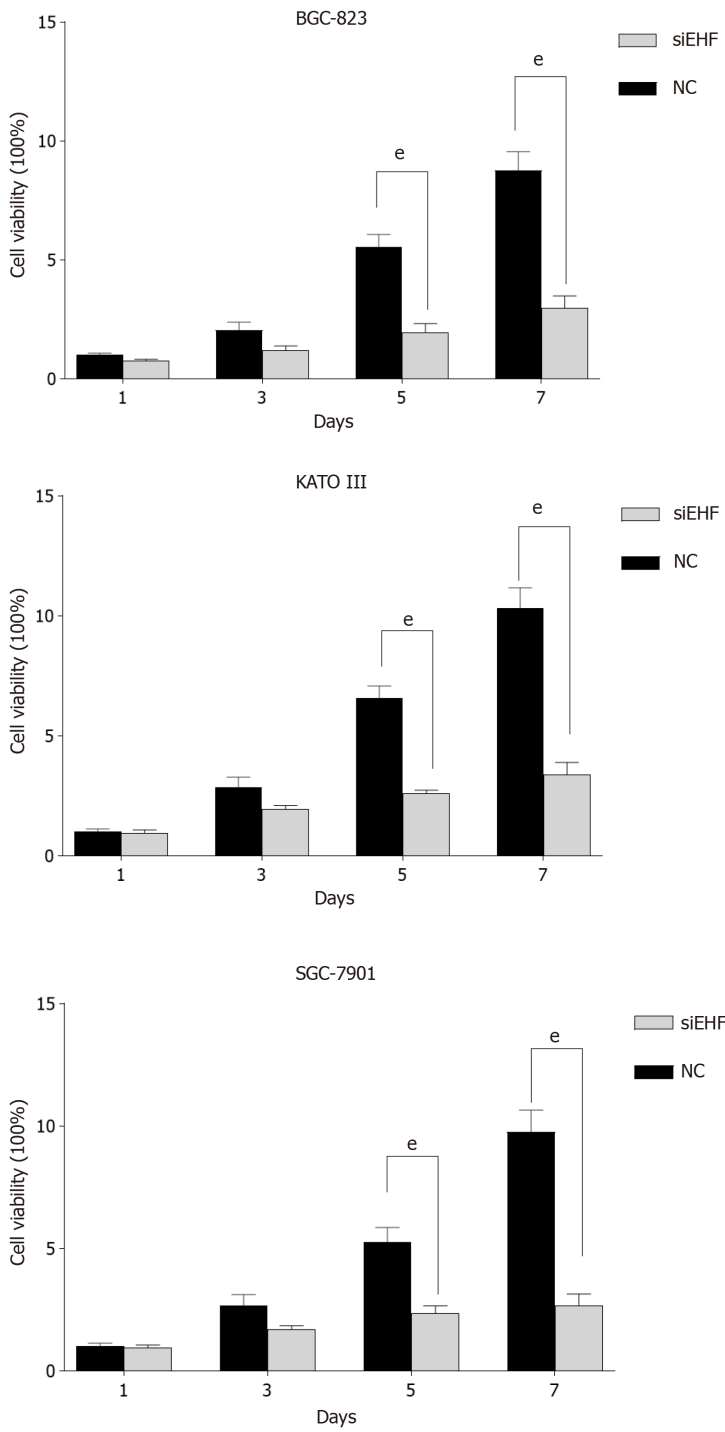 BGC-823
15
10
5
0
Cell viability (100%)
e
e
siEHF
NC
1 3 5 7
Days
KATO III
15
10
5
0
Cell viability (100%)
e
e
siEHF
NC
1 3 5 7
Days
SGC-7901
15
10
5
0
Cell viability (100%)
e
e
siEHF
NC
1 3 5 7
Days